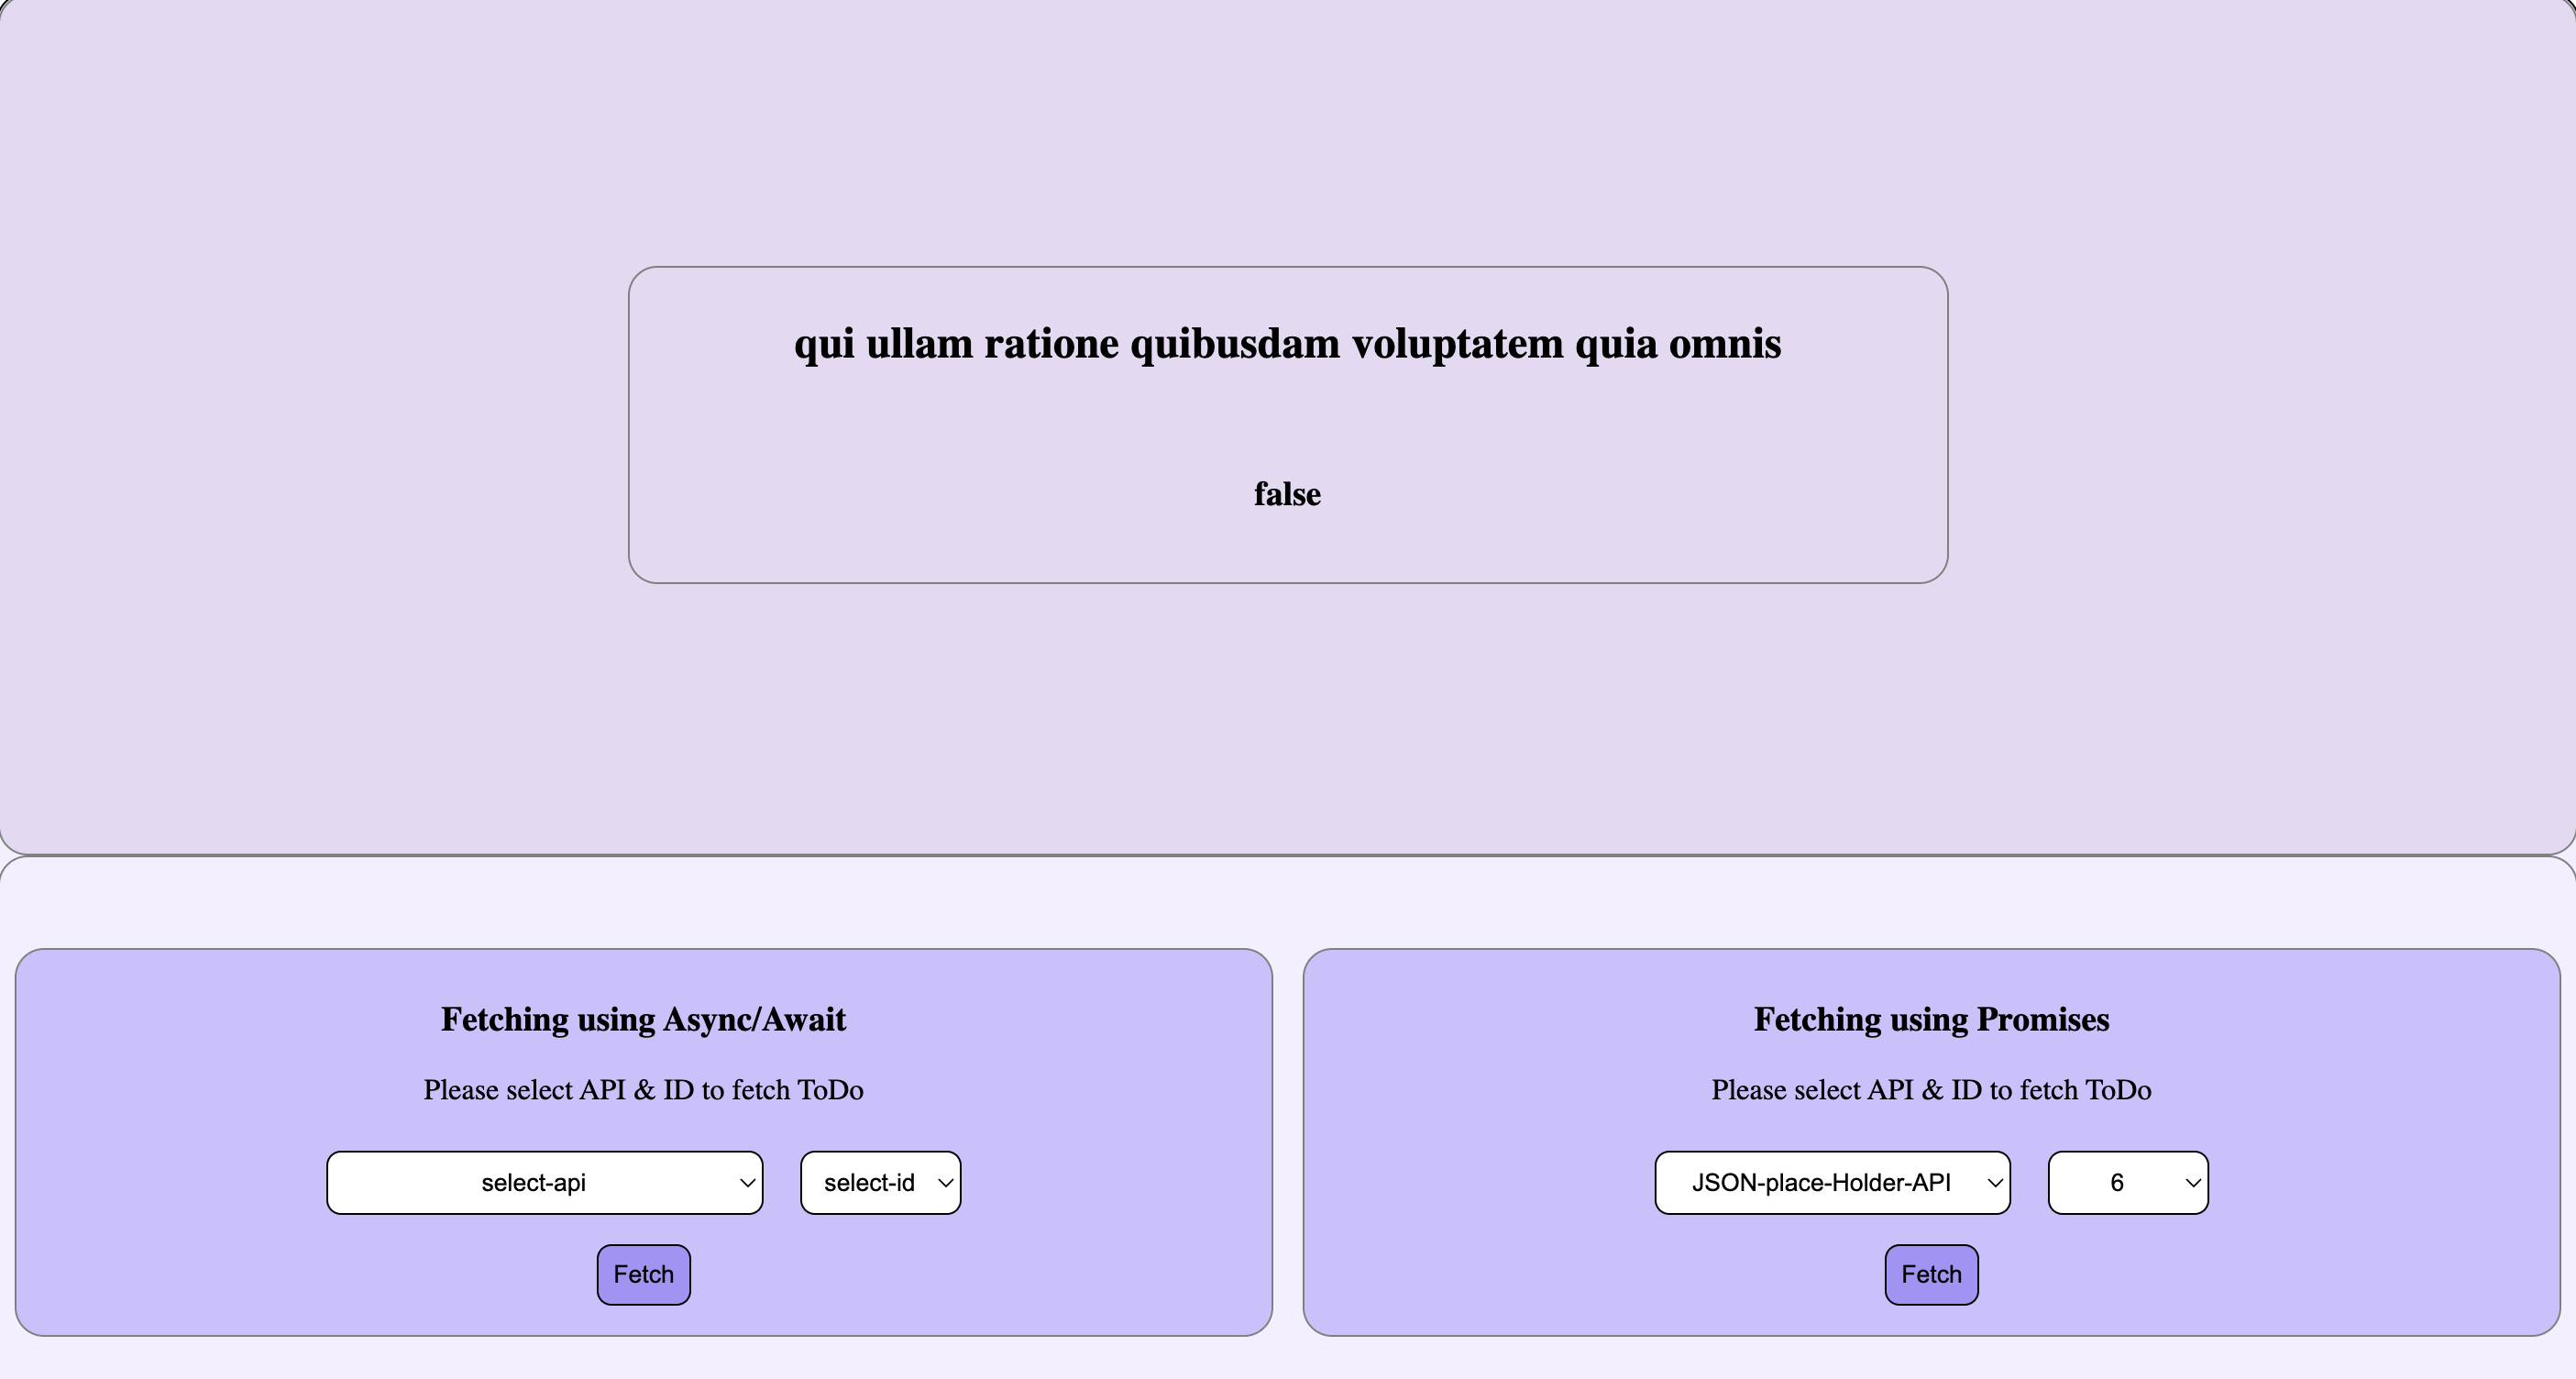 qui ullam ratione quibusdam voluptatem quia omnis
false
Fetching using Async/Await
Please select API & ID to fetch ToDo
select-api
select-id
Fetch
Fetching using Promises
Please select API & ID to fetch ToDo
JSON-place-Holder-API
6
Fetch